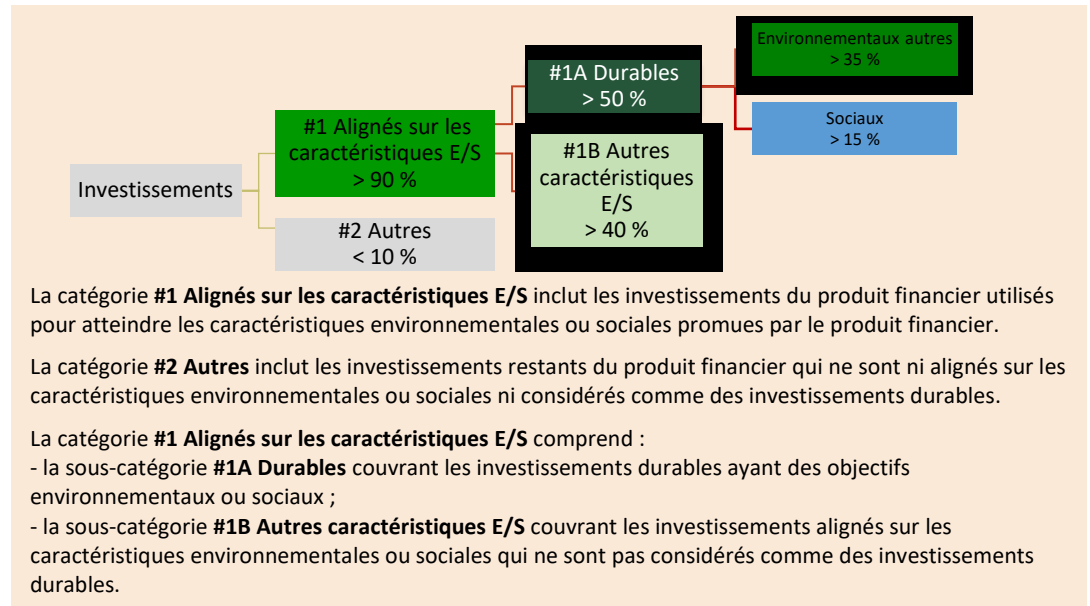 Investissements
#1 Alignés sur les
caractéristiques E/S
> 90 %
#2 Autres
< 10 %
#1A Durables
> 50 %
#1B Autres
caractéristiques
E/S
> 40 %
Environnementaux autres
> 35 %
Sociaux
> 15 %
La catégorie #1 Alignés sur les caractéristiques E/S inclut les investissements du produit financier utilisés
pour atteindre les caractéristiques environnementales ou sociales promues par le produit financier.
La catégorie #2 Autres inclut les investissements restants du produit financier qui ne sont ni alignés sur les
caractéristiques environnementales ou sociales ni considérés comme des investissements durables.
La catégorie #1 Alignés sur les caractéristiques E/S comprend :
- la sous-catégorie #1A Durables couvrant les investissements durables ayant des objectifs
environnementaux ou sociaux ;
- la sous-catégorie #1B Autres caractéristiques E/S couvrant les investissements alignés sur les
caractéristiques environnementales ou sociales qui ne sont pas considérés comme des investissements
durables.